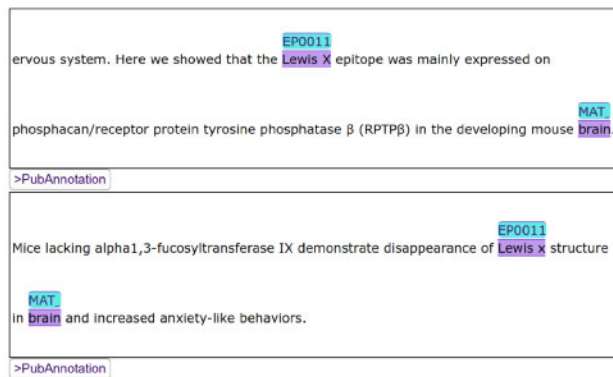 EP0011
ervous system. Here we showed that the Lewis X epitope was mainly expressed on
MAT_
phosphacan/receptor protein tyrosine phosphatase β (RPTPβ) in the developing mouse brain.
>PubAnnotation
EP0011
Mice lacking alpha1,3-fucosyltransferase IX demonstrate disappearance of Lewis x structure
MAT_
in brain and increased anxiety-like behaviors.
>PubAnnotation